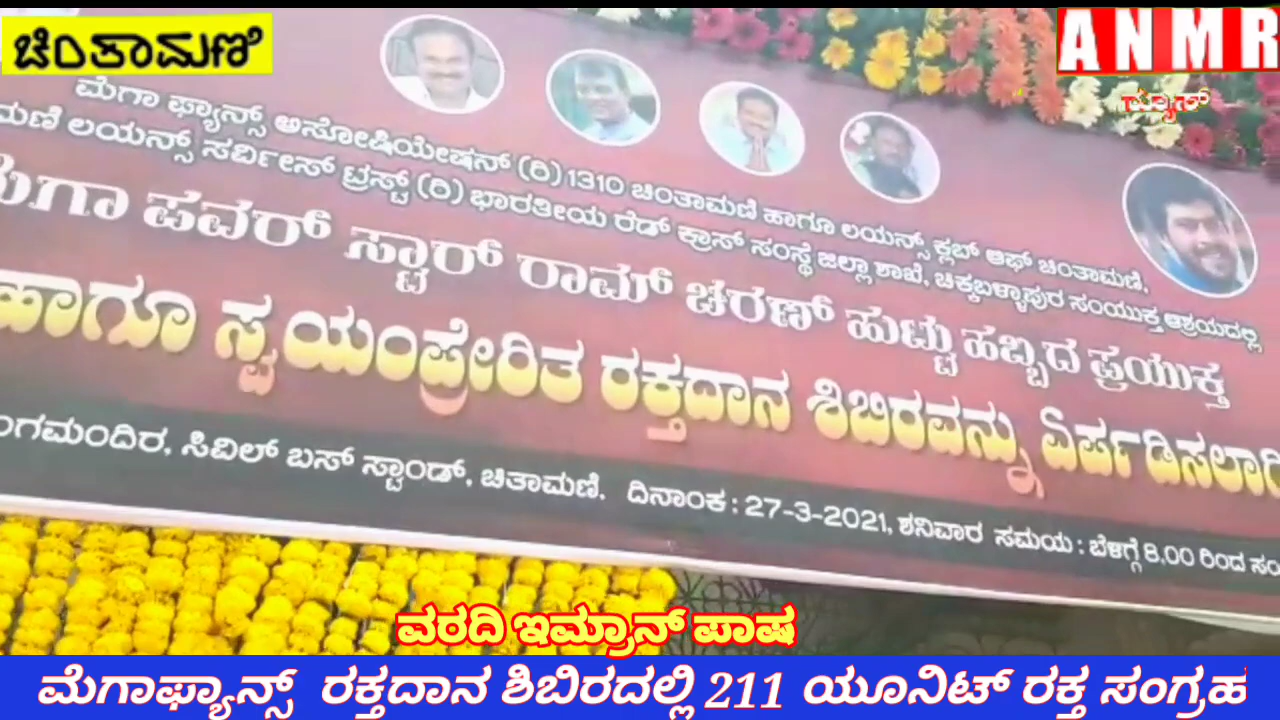 ಚಿಂತಾಮಣಿ
ANMR
ನ್ಯೂಸ್
ಮೆಗಾ ಫ್ಯಾನ್ಸ್ ಅಸೋಷಿಯೇಷನ್ (ರಿ) 1310 ಚಿಂತಾಮಣಿ ಹಾಗೂ ಲಯನ್ಸ್ ಕ್ಲಬ್ ಆಫ್ ಚಿಂತಾಮಣಿ,
ಮಣಿ ಲಯನ್ಸ್ ಸರ್ವೀಸ್ ಟ್ರಸ್ಟ್ (ರಿ) ಭಾರತೀಯ ರೆಡ್ ಕ್ರಾಸ್ ಸಂಸ್ಥೆ ಜಿಲ್ಲಾ ಶಾಖೆ, ಚಿಕ್ಕಬಳ್ಳಾಪುರ ಸಂಯುಕ್ತ ಆಶ್ರಯದಲ್ಲಿ
ಮೆಗಾ ಪವರ್ ಸ್ಟಾರ್ ರಾಮ್ ಚರಣ್ ಹುಟ್ಟು ಹಬ್ಬದ ಪ್ರಯುಕ್ತ
ಹಾಗೂ ಸ್ವಯಂಪ್ರೇರಿತ ರಕ್ತದಾನ ಶಿಬಿರವನ್ನು ಏರ್ಪಡಿಸಲಾಗಿ
ಂಗಮಂದಿರ, ಸಿವಿಲ್ ಬಸ್ ಸ್ಟಾಂಡ್, ಚಿತಾಮಣಿ. ದಿನಾಂಕ : 27-3-2021, ಶನಿವಾರ ಸಮಯ : ಬೆಳಗ್ಗೆ 8.00 ರಿಂದ ಸಂ
ವರದಿ ಇಮ್ರಾನ್ ಪಾಷ
ಮೆಗಾಫ್ಯಾನ್ಸ್ ರಕ್ತದಾನ ಶಿಬಿರದಲ್ಲಿ 211 ಯೂನಿಟ್ ರಕ್ತ ಸಂಗ್ರಹ